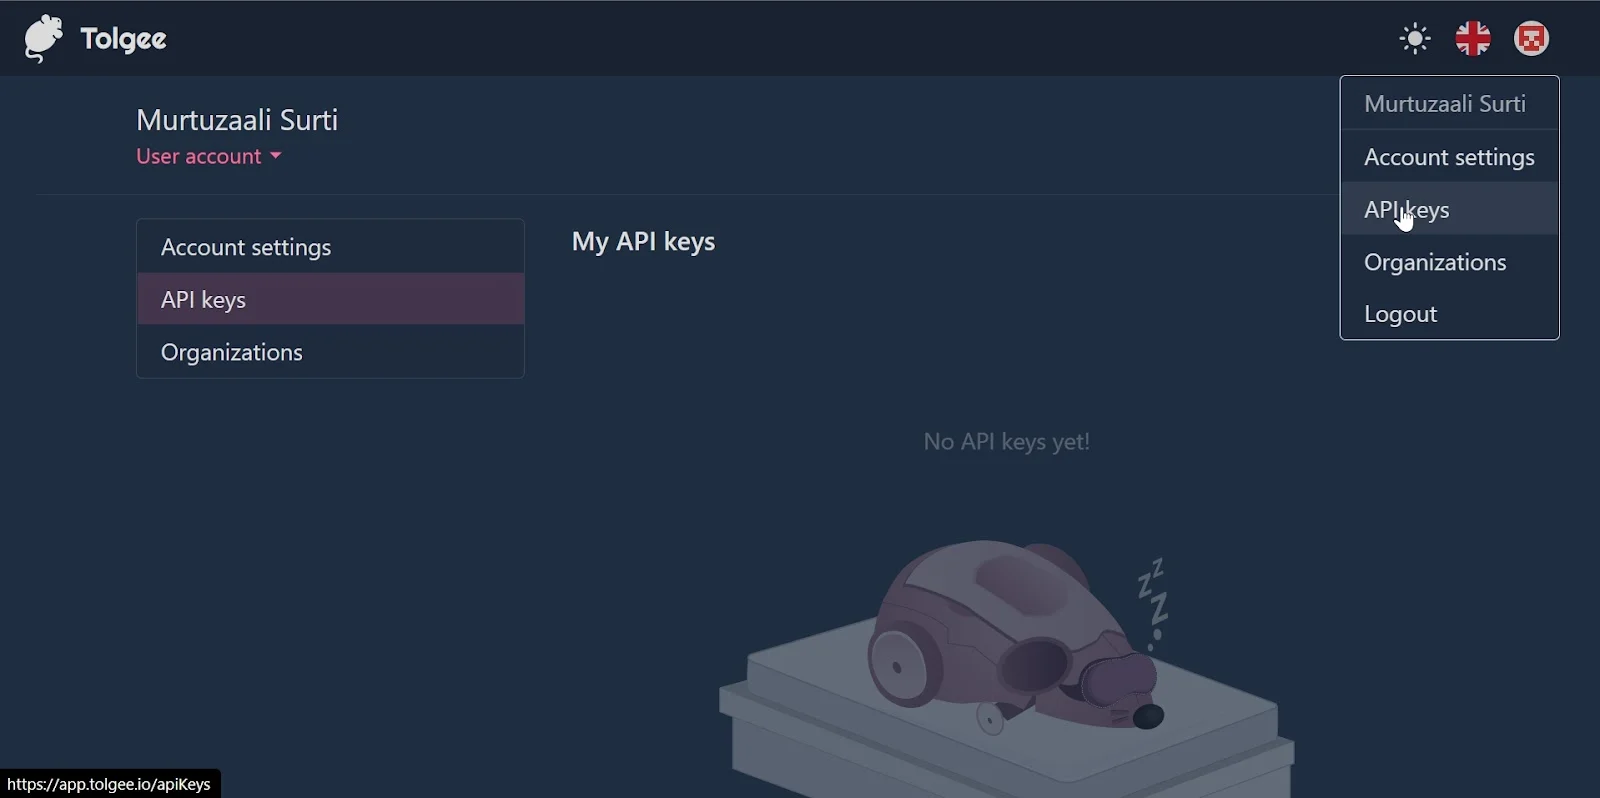 Tolgee
Murtuzaali Surti
User account
Account settings
API keys
Organizations
My API keys
No API keys yet!
z
z
z
Murtuzaali Surti
Account settings
API keys
Organizations
Logout
https://app.tolgee.io/apiKeys